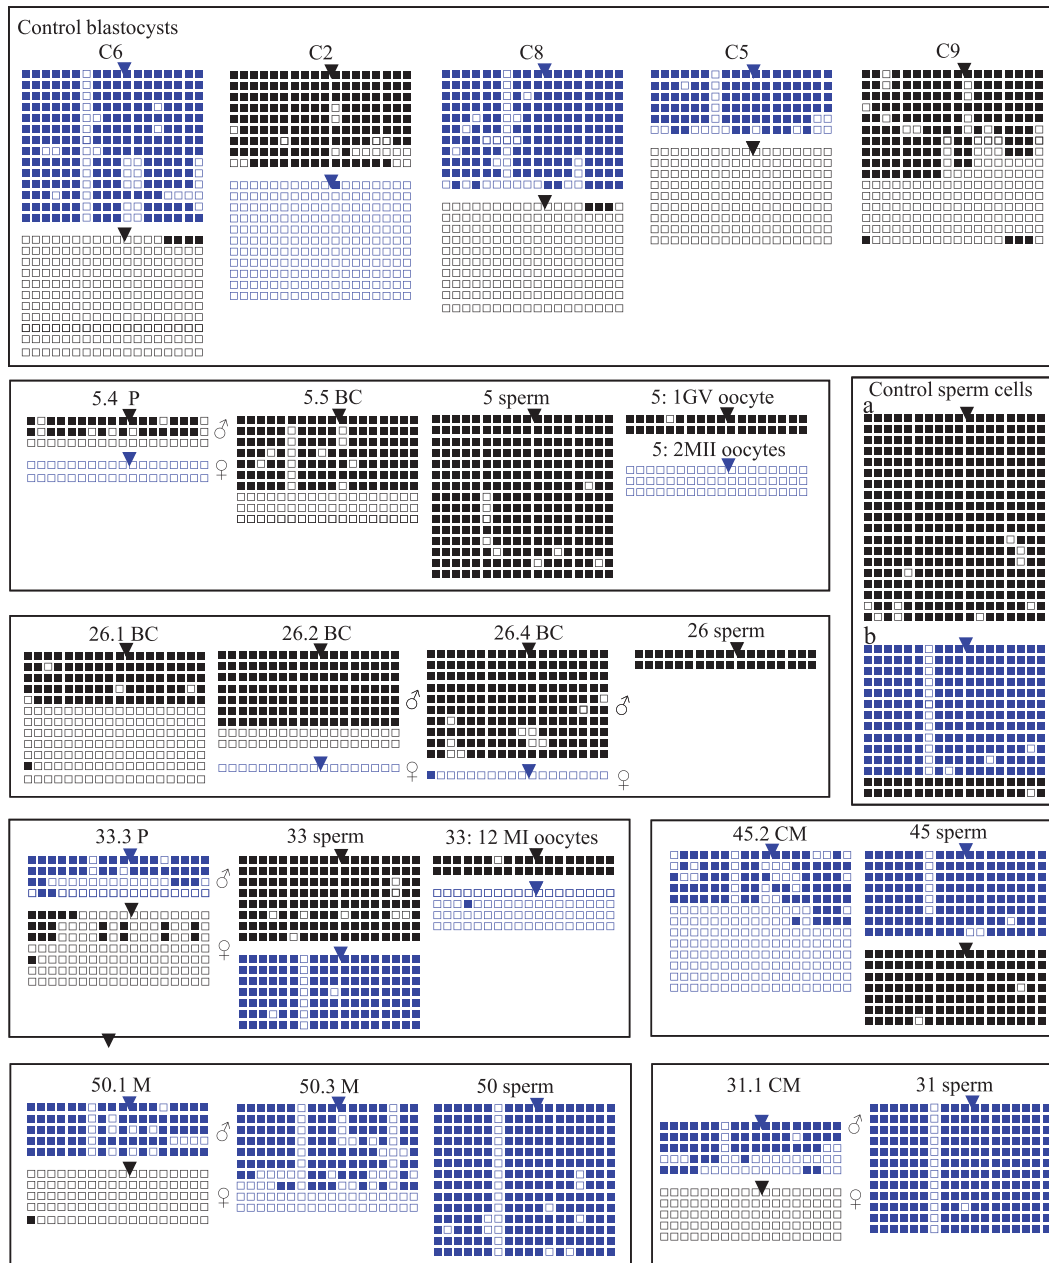 Control blastocysts
C6 C2 C8 C5 C9
5.4 P 5.5 BC 5 sperm 5: 1GV oocyte
♂
5: 2MII oocytes
♀
Control sperm cells
a
b
26.1 BC 26.2 BC 26.4 BC 26 sperm
♂ ♂
♀ ♀
33.3 P 33 sperm 33: 12 MI oocytes
♂
♀
45.2 CM 45 sperm
50.1 M 50.3 M 50 sperm
♂
♀
31.1 CM 31 sperm
♂
♀